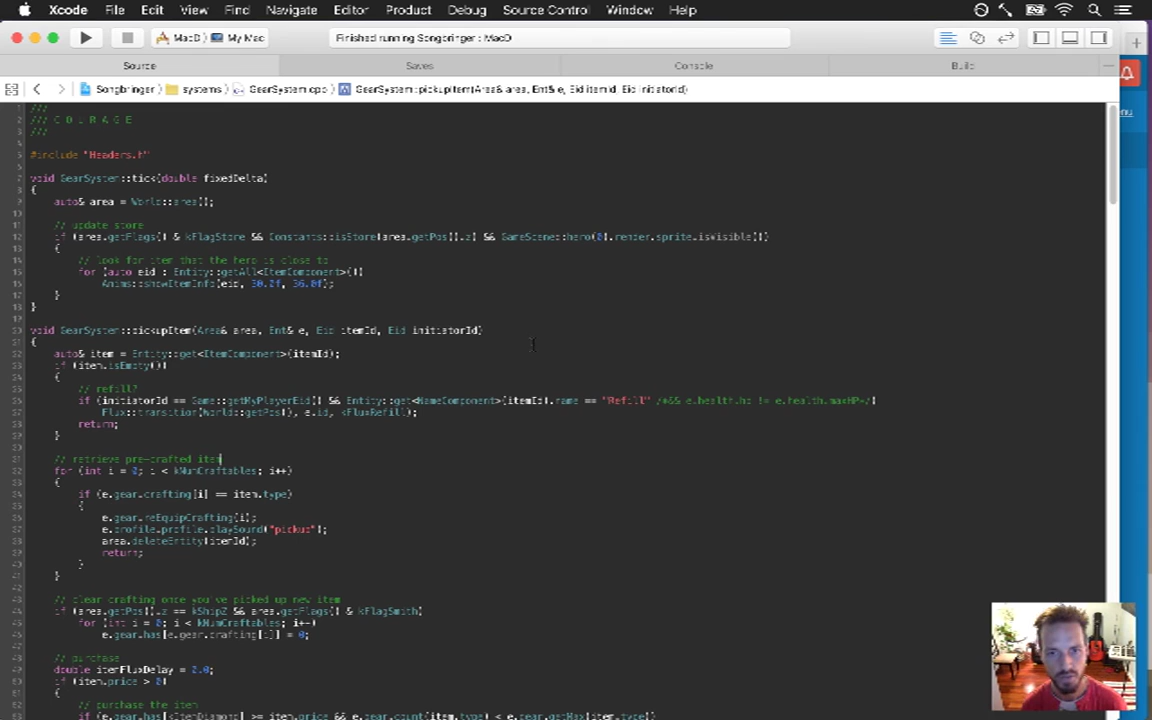 Xcode File Edit View Find Navigate Editor Product Debug Source Control Window Help
MacD My Mac Finished running Songbringer : MacD
Source Saves Console Build
Songbringer systems GearSystem.cpp GearSystem::pickupItem(Area& area, Ent& e, Eid itemId, Eid initiatorId)
///
/// C O U R A G E
///
#include "Headers.h"
void GearSystem::tick(double fixedDelta)
{
auto& area = World::area();
// update store
if (area.getFlags() & kFlagStore && Constants::isStore(area.getPos().z) && GameScene::hero(0).render.sprite.isVisible())
{
// look for item that the hero is close to
for (auto eid : Entity::getAll<ItemComponent>())
Anims::showItemInfo(eid, 30.0f, 36.0f);
}
}
void GearSystem::pickupItem(Area& area, Ent& e, Eid itemId, Eid initiatorId)
{
auto& item = Entity::get<ItemComponent>(itemId);
if (item.isEmpty())
{
// refill?
if (initiatorId == Game::getMyPlayerEid() && Entity::get<NameComponent>(itemId).name == "Refill" /*&& e.health.hp != e.health.maxHP*/)
Flux::transition(World::getPos(), e.id, kFluxRefill);
return;
}
// retrieve pre-crafted item
for (int i = 0; i < kNumCraftables; i++)
{
if (e.gear.crafting[i] == item.type)
{
e.gear.reEquipCrafting(i);
e.profile.profile.playSound("pickup");
area.deleteEntity(itemId);
return;
}
}
// clear crafting once you've picked up new item
if (area.getPos().z == kShipZ && area.getFlags() & kFlagSmith)
for (int i = 0; i < kNumCraftables; i++)
e.gear.has[e.gear.crafting[i]] = 0;
// purchase
double itemFluxDelay = 2.0;
if (item.price > 0)
{
// purchase the item
if (e.gear.has[kItemDiamond] >= item.price && e.gear.count(item.type) < e.gear.getMax(item.type))